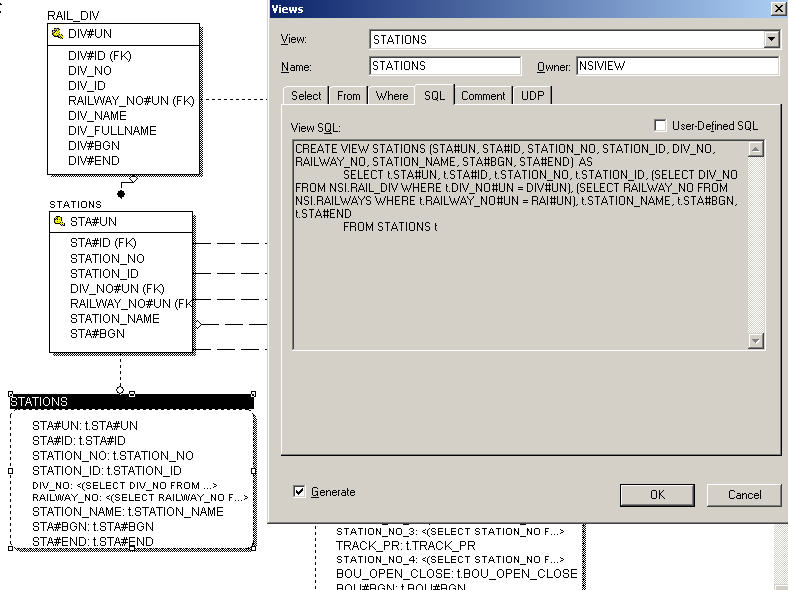 RAIL_DIV
DIV#UN
DIV#ID (FK)
DIV_NO
DIV_ID
RAILWAY_NO#UN (FK)
DIV_NAME
DIV_FULLNAME
DIV#BGN
DIV#END
STATIONS
STA#UN
STA#ID (FK)
STATION_NO
STATION_ID
DIV_NO#UN (FK)
RAILWAY_NO#UN (FK
STATION_NAME
STA#BGN
STATIONS
STA#UN: t.STA#UN
STA#ID: t.STA#ID
STATION_NO: t.STATION_NO
STATION_ID: t.STATION_ID
DIV_NO: <(SELECT DIV_NO FROM ...>
RAILWAY_NO: <(SELECT RAILWAY_NO F...>
STATION_NAME: t.STATION_NAME
STA#BGN: t.STA#BGN
STA#END: t.STA#END
Views
View: STATIONS
Name: STATIONS Owner: NSIVIEW
Select From Where SQL Comment UDP
View SQL: User-Defined SQL
CREATE VIEW STATIONS (STA#UN, STA#ID, STATION_NO, STATION_ID, DIV_NO,
RAILWAY_NO, STATION_NAME, STA#BGN, STA#END) AS
SELECT t.STA#UN, t.STA#ID, t.STATION_NO, t.STATION_ID, (SELECT DIV_NO
FROM NSI.RAIL_DIV WHERE t.DIV_NO#UN = DIV#UN), (SELECT RAILWAY_NO FROM
NSI.RAILWAYS WHERE t.RAILWAY_NO#UN = RAI#UN), t.STATION_NAME, t.STA#BGN,
t.STA#END
FROM STATIONS t
Generate
OK Cancel
STATION_NO_3: <(SELECT STATION_NO F...>
TRACK_PR: t.TRACK_PR
STATION_NO_4: <(SELECT STATION_NO F...>
BOU_OPEN_CLOSE: t.BOU_OPEN_CLOSE
BOU#BGN: t.BOU#BGN